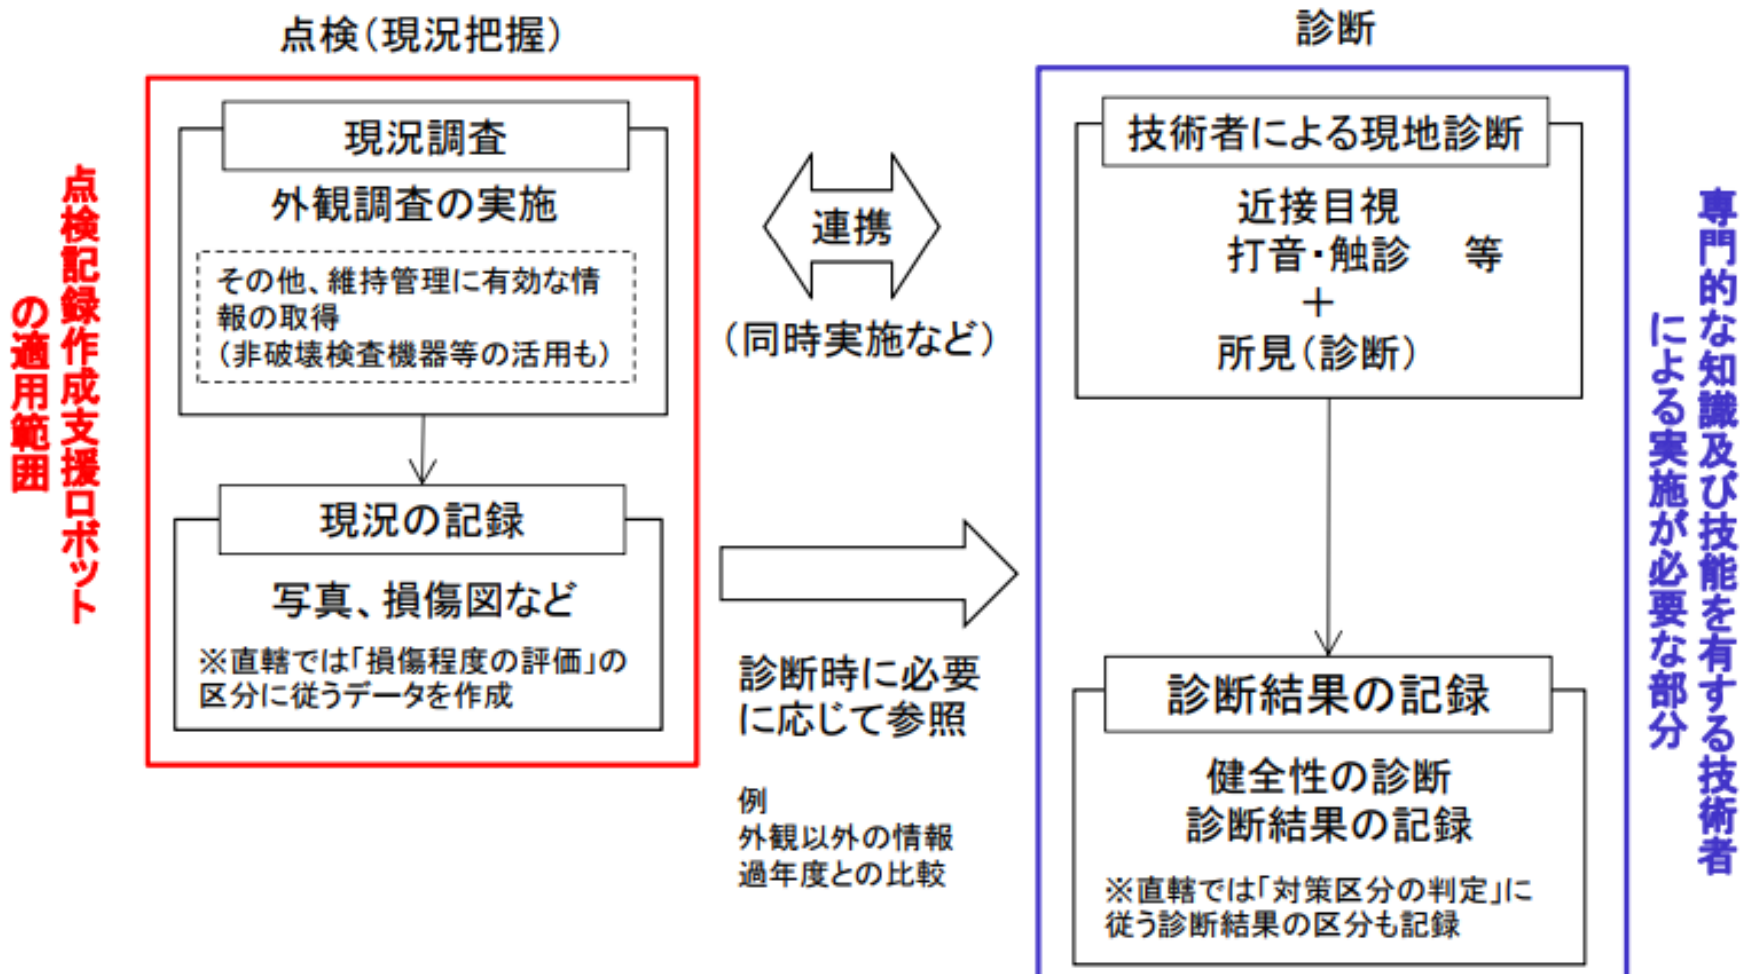 点検（現況把握）
点検記録作成支援ロボット
の適用範囲
現況調査
外観調査の実施
その他、維持管理に有効な情
報の取得
（非破壊検査機器等の活用も）
現況の記録
写真、損傷図など
※直轄では「損傷程度の評価」の
区分に従うデータを作成
連携
（同時実施など）
診断時に必要
に応じて参照
例
外観以外の情報
過年度との比較
診断
技術者による現地診断
近接目視
打音・触診　等
＋
所見（診断）
診断結果の記録
健全性の診断
診断結果の記録
※直轄では「対策区分の判定」に
従う診断結果の区分も記録
専門的な知識及び技能を有する技術者
による実施が必要な部分